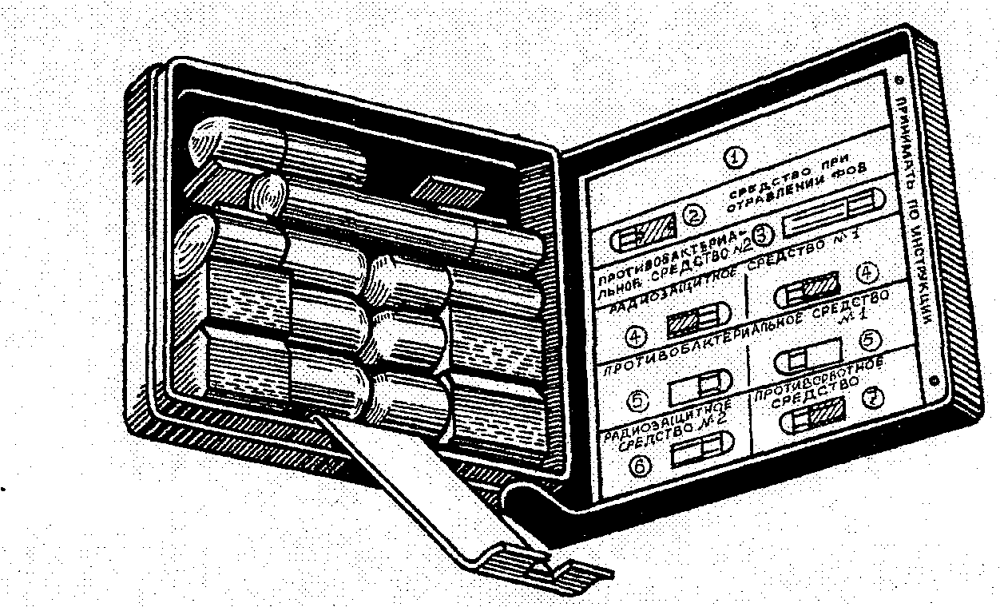 1
СРЕДСТВО ПРИ
ОТРАВЛЕНИИ ФОВ
2
ПРОТИВОБАКТЕРИА-
ЛЬНОЕ СРЕДСТВО №2
3
РАДИОЗАЩИТНОЕ СРЕДСТВО №1
4
4
ПРОТИВОБАКТЕРИАЛЬНОЕ СРЕДСТВО
№1
5
5
РАДИОЗАЩИТНОЕ
СРЕДСТВО №2
6
ПРОТИВОРВОТНОЕ
СРЕДСТВО
7
ПРИНИМАТЬ ПО ИНСТРУКЦИИ